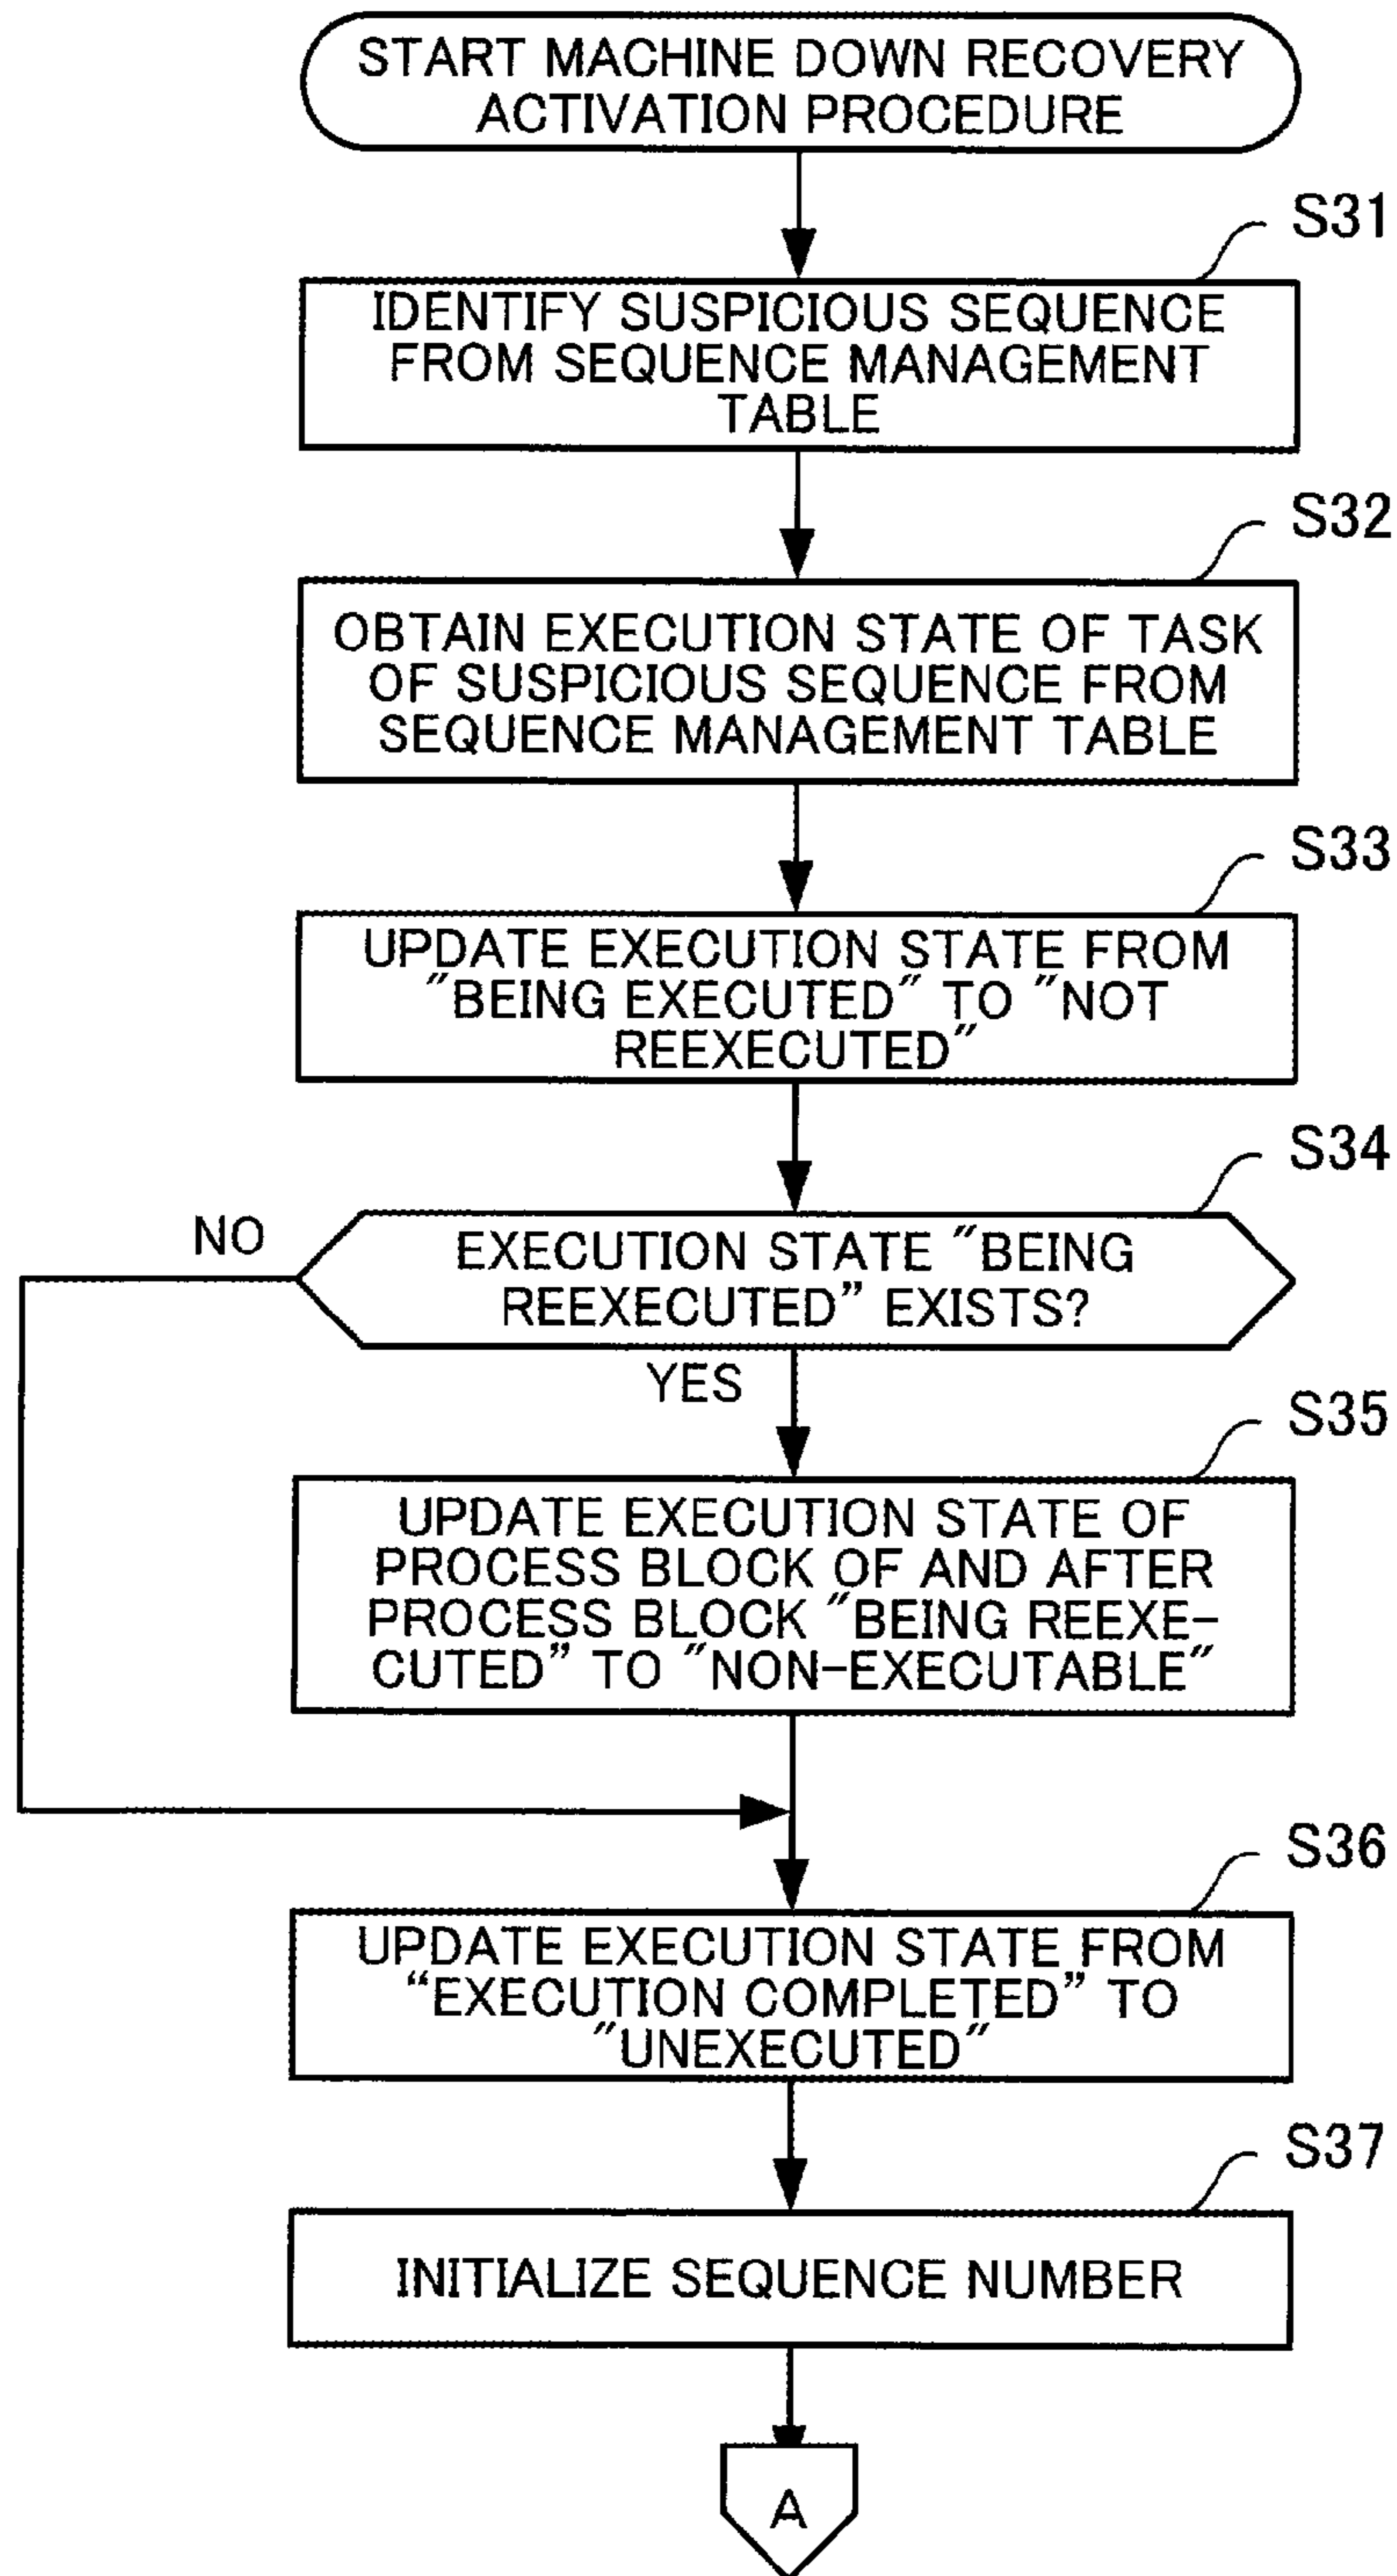 START MACHINE DOWN RECOVERY
ACTIVATION PROCEDURE
S31
IDENTIFY SUSPICIOUS SEQUENCE
FROM SEQUENCE MANAGEMENT
TABLE
S32
OBTAIN EXECUTION STATE OF TASK
OF SUSPICIOUS SEQUENCE FROM
SEQUENCE MANAGEMENT TABLE
S33
UPDATE EXECUTION STATE FROM
"BEING EXECUTED" TO "NOT
REEXECUTED"
S34
NO
EXECUTION STATE "BEING
REEXECUTED" EXISTS?
YES
S35
UPDATE EXECUTION STATE OF
PROCESS BLOCK OF AND AFTER
PROCESS BLOCK "BEING REEXE-
CUTED" TO "NON-EXECUTABLE"
S36
UPDATE EXECUTION STATE FROM
"EXECUTION COMPLETED" TO
"UNEXECUTED"
S37
INITIALIZE SEQUENCE NUMBER
A